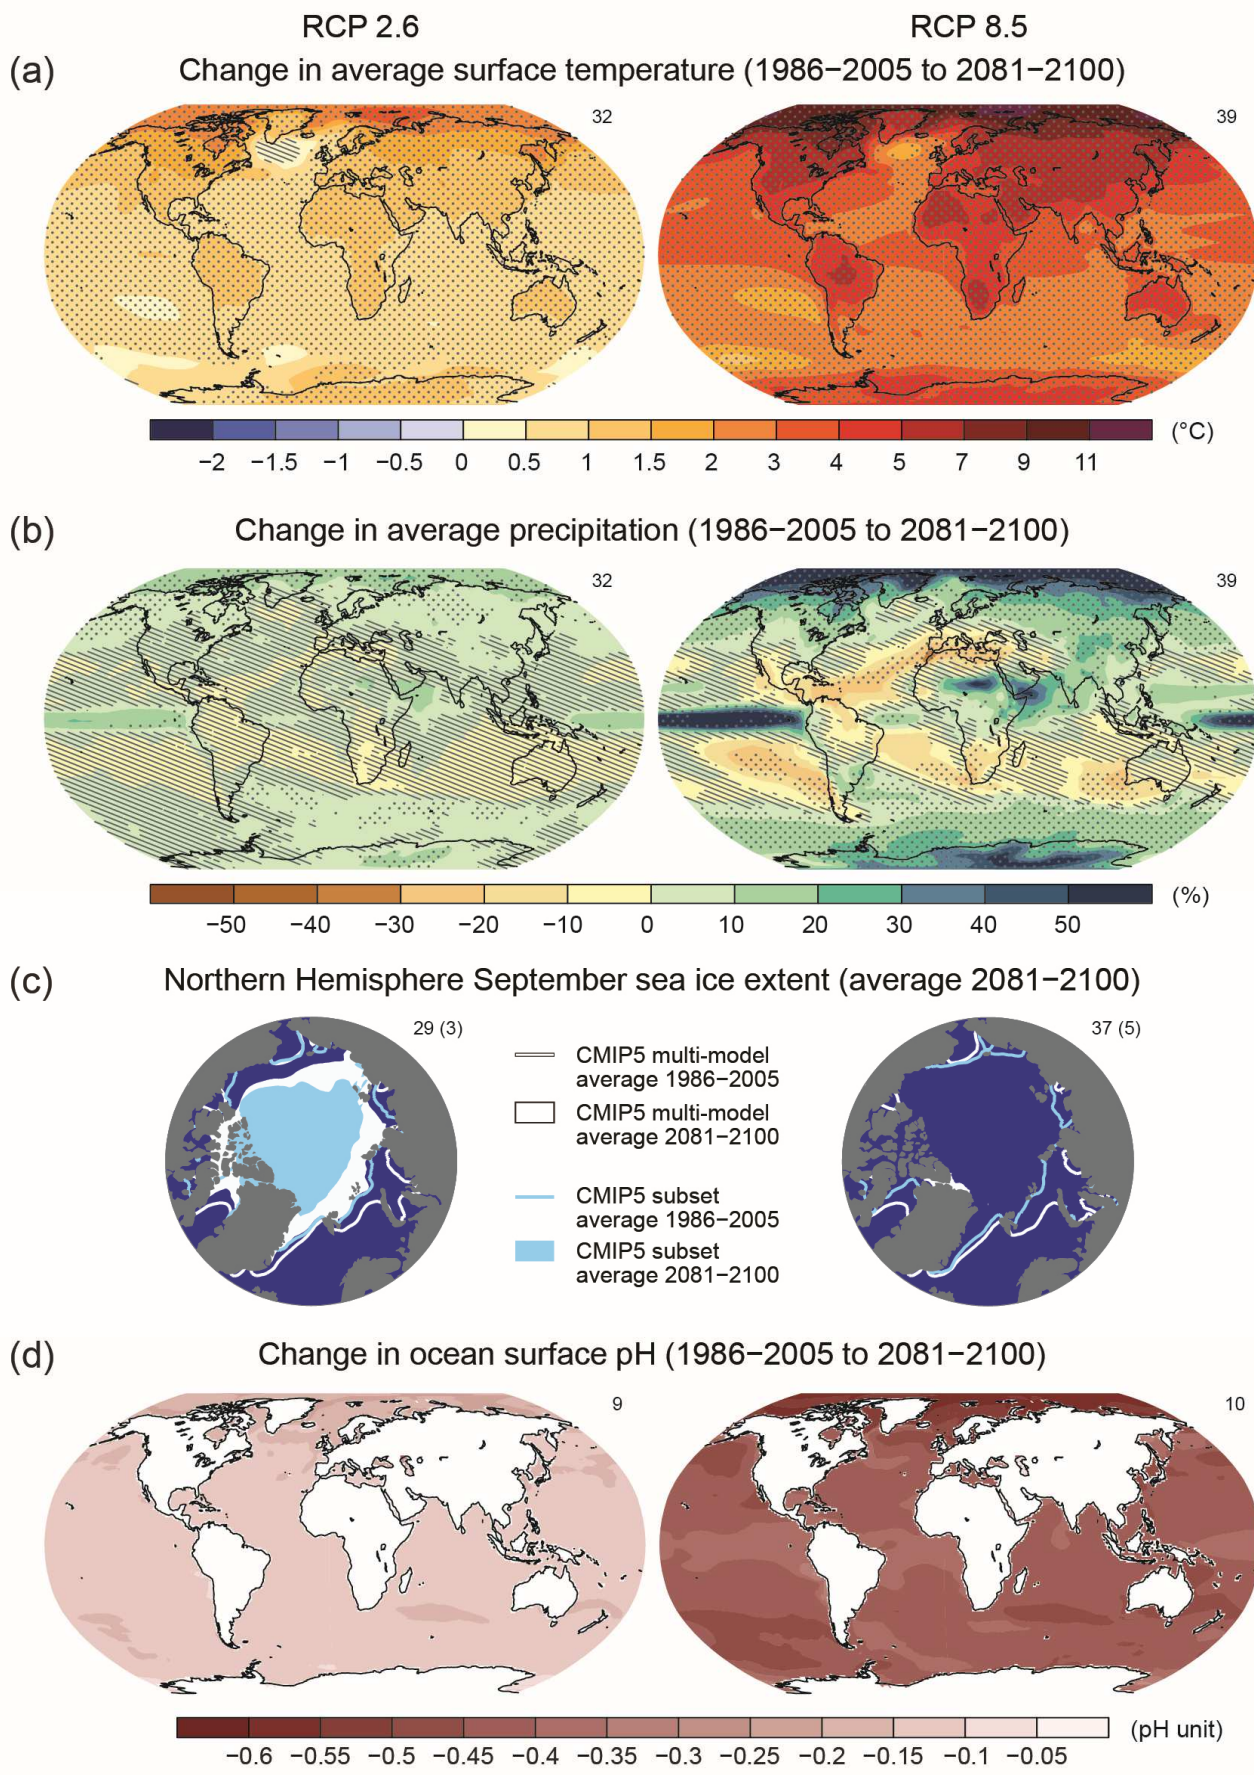 RCP 2.6
RCP 8.5
(a)
Change in average surface temperature (1986−2005 to 2081−2100)
32
39
−2 −1.5 −1 −0.5 0 0.5 1 1.5 2 3 4 5 7 9 11
(°C)
(b)
Change in average precipitation (1986−2005 to 2081−2100)
32
39
−50 −40 −30 −20 −10 0 10 20 30 40 50
(%)
(c)
Northern Hemisphere September sea ice extent (average 2081−2100)
29 (3)
37 (5)
CMIP5 multi-model
average 1986−2005
CMIP5 multi-model
average 2081−2100
CMIP5 subset
average 1986−2005
CMIP5 subset
average 2081−2100
(d)
Change in ocean surface pH (1986−2005 to 2081−2100)
9
10
−0.6 −0.55 −0.5 −0.45 −0.4 −0.35 −0.3 −0.25 −0.2 −0.15 −0.1 −0.05
(pH unit)